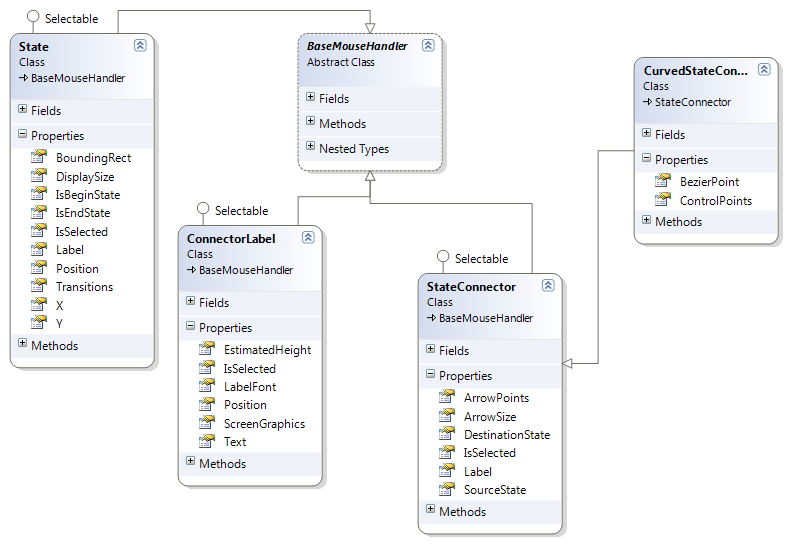 Selectable
State
Class
BaseMouseHandler
Fields
Properties
BoundingRect
DisplaySize
IsBeginState
IsEndState
IsSelected
Label
Position
Transitions
X
Y
Methods
BaseMouseHandler
Abstract Class
Fields
Methods
Nested Types
Selectable
ConnectorLabel
Class
BaseMouseHandler
Fields
Properties
EstimatedHeight
IsSelected
LabelFont
Position
ScreenGraphics
Text
Methods
Selectable
StateConnector
Class
BaseMouseHandler
Fields
Properties
ArrowPoints
ArrowSize
DestinationState
IsSelected
Label
SourceState
Methods
CurvedStateCon...
Class
StateConnector
Fields
Properties
BezierPoint
ControlPoints
Methods